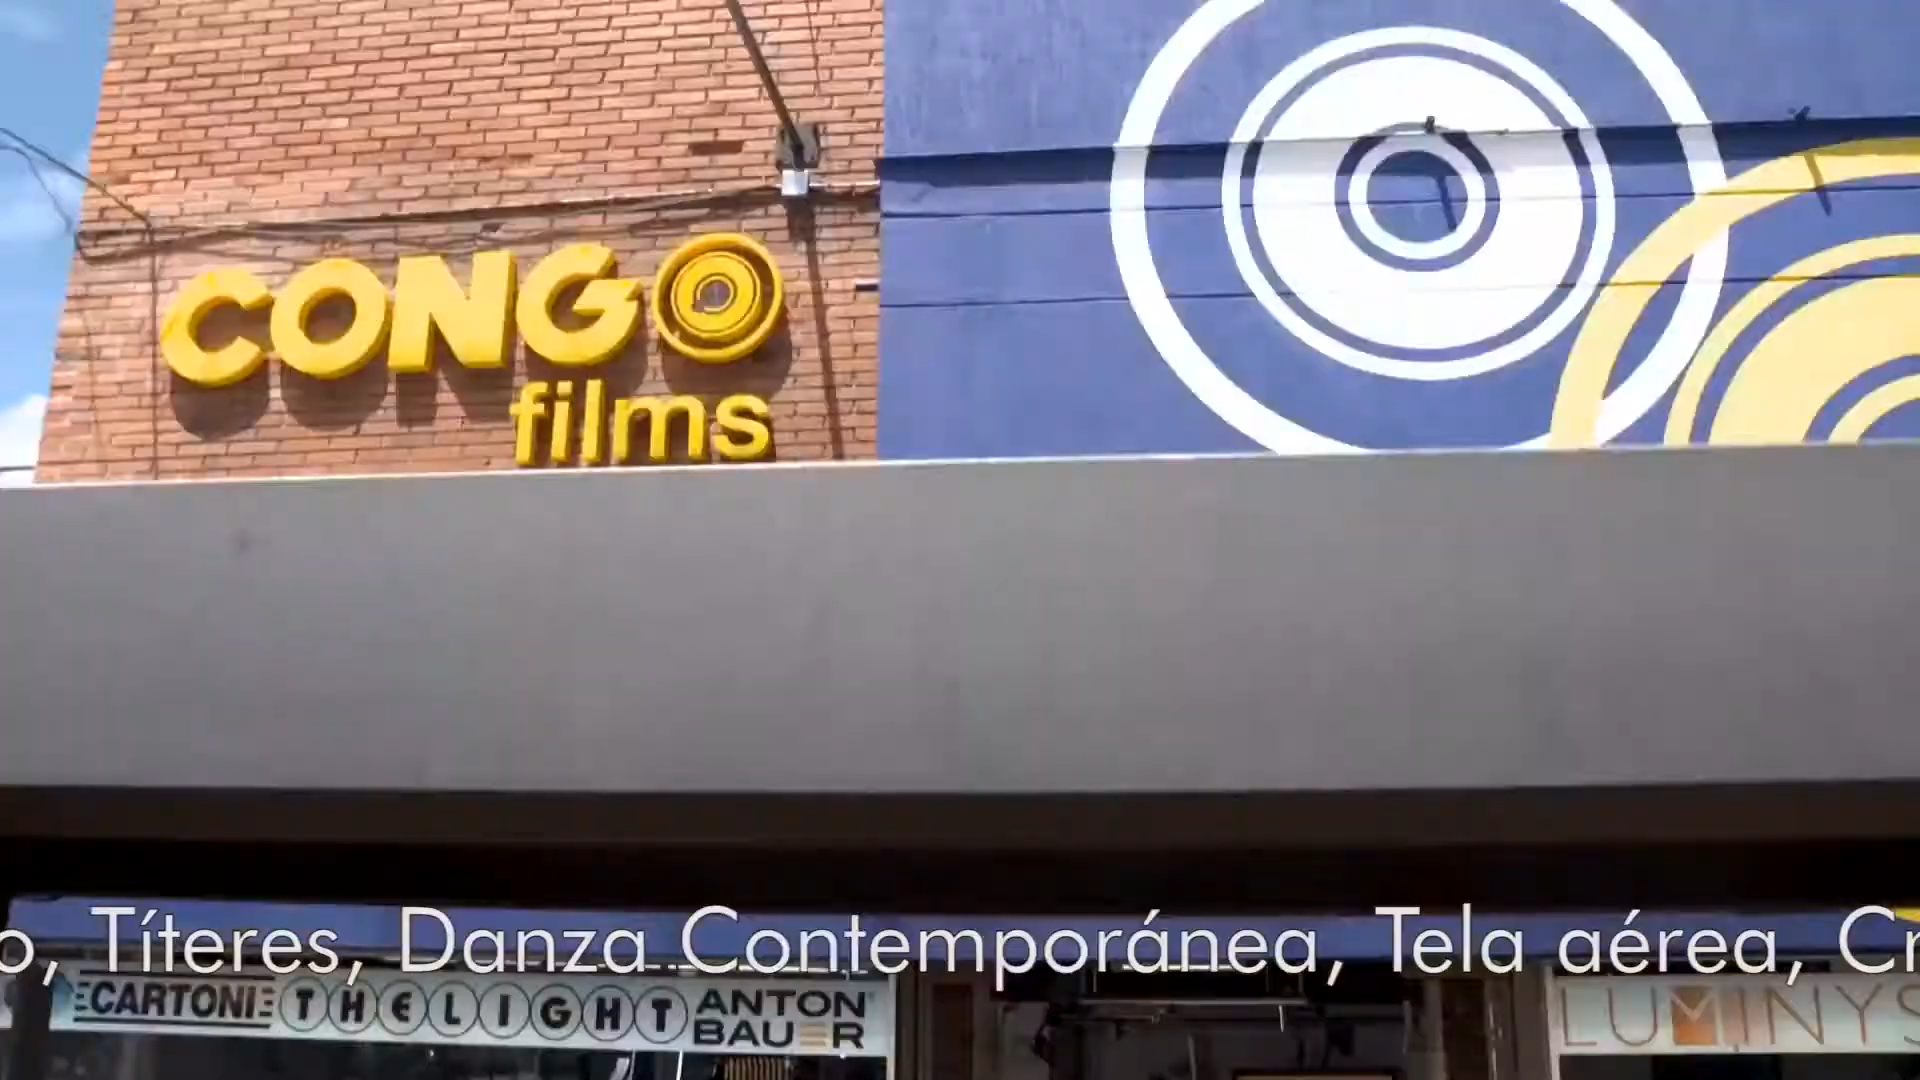 CONGO
films
o, Títeres, Danza Contemporánea, Tela aérea, Cr
CARTONI THELIGHT ANTON
BAUER
LUMINYS